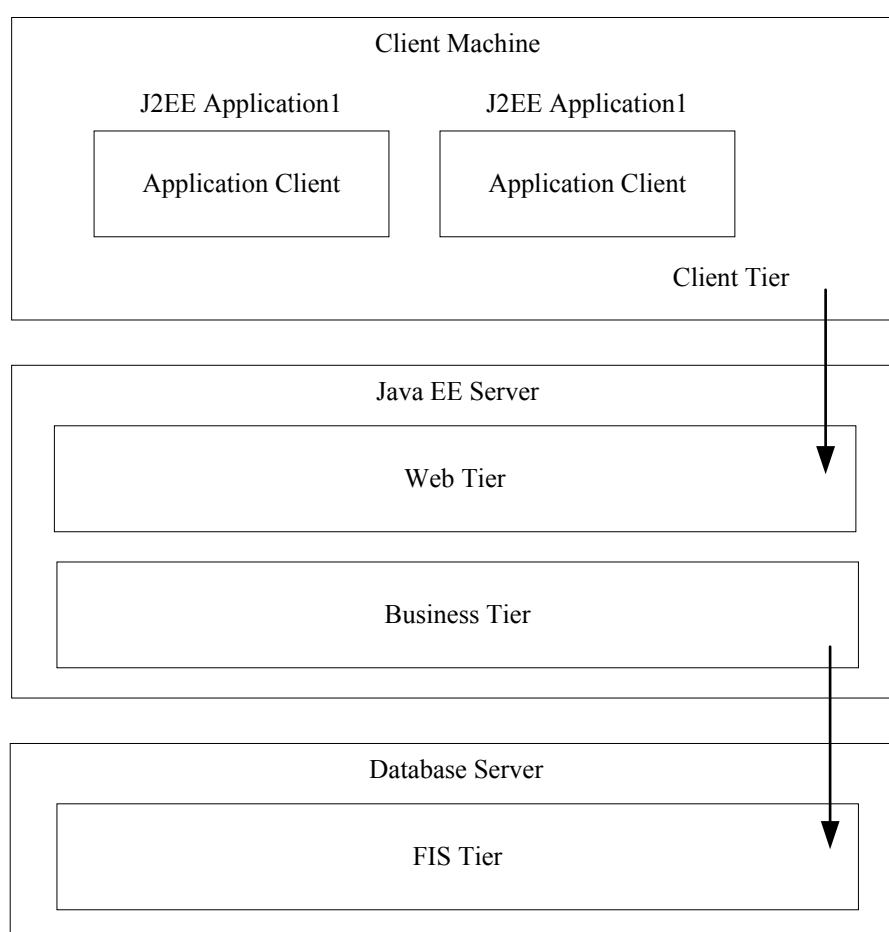 Client Machine
J2EE Application1 J2EE Application1
Application Client Application Client
Client Tier
Java EE Server
Web Tier
Business Tier
Database Server
FIS Tier